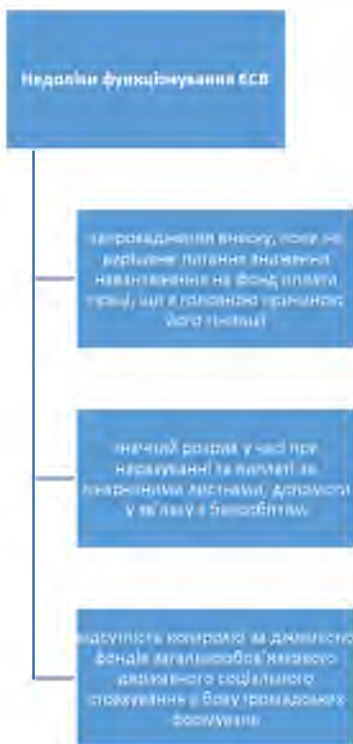 Недоліки функціонування ЄСВ
запровадження внеску, поки не
вирішене питання зниження
навантаження на фонд оплати
праці, що є головною причиною
його тінізації
значний розрив у часі при
нарахуванні та виплаті за
лікарняними листками, допомоги
у зв'язку з безробіттям
відсутність контролю за діяльністю
фондів загальнообов'язкового
державного соціального
страхування з боку громадських
формувань